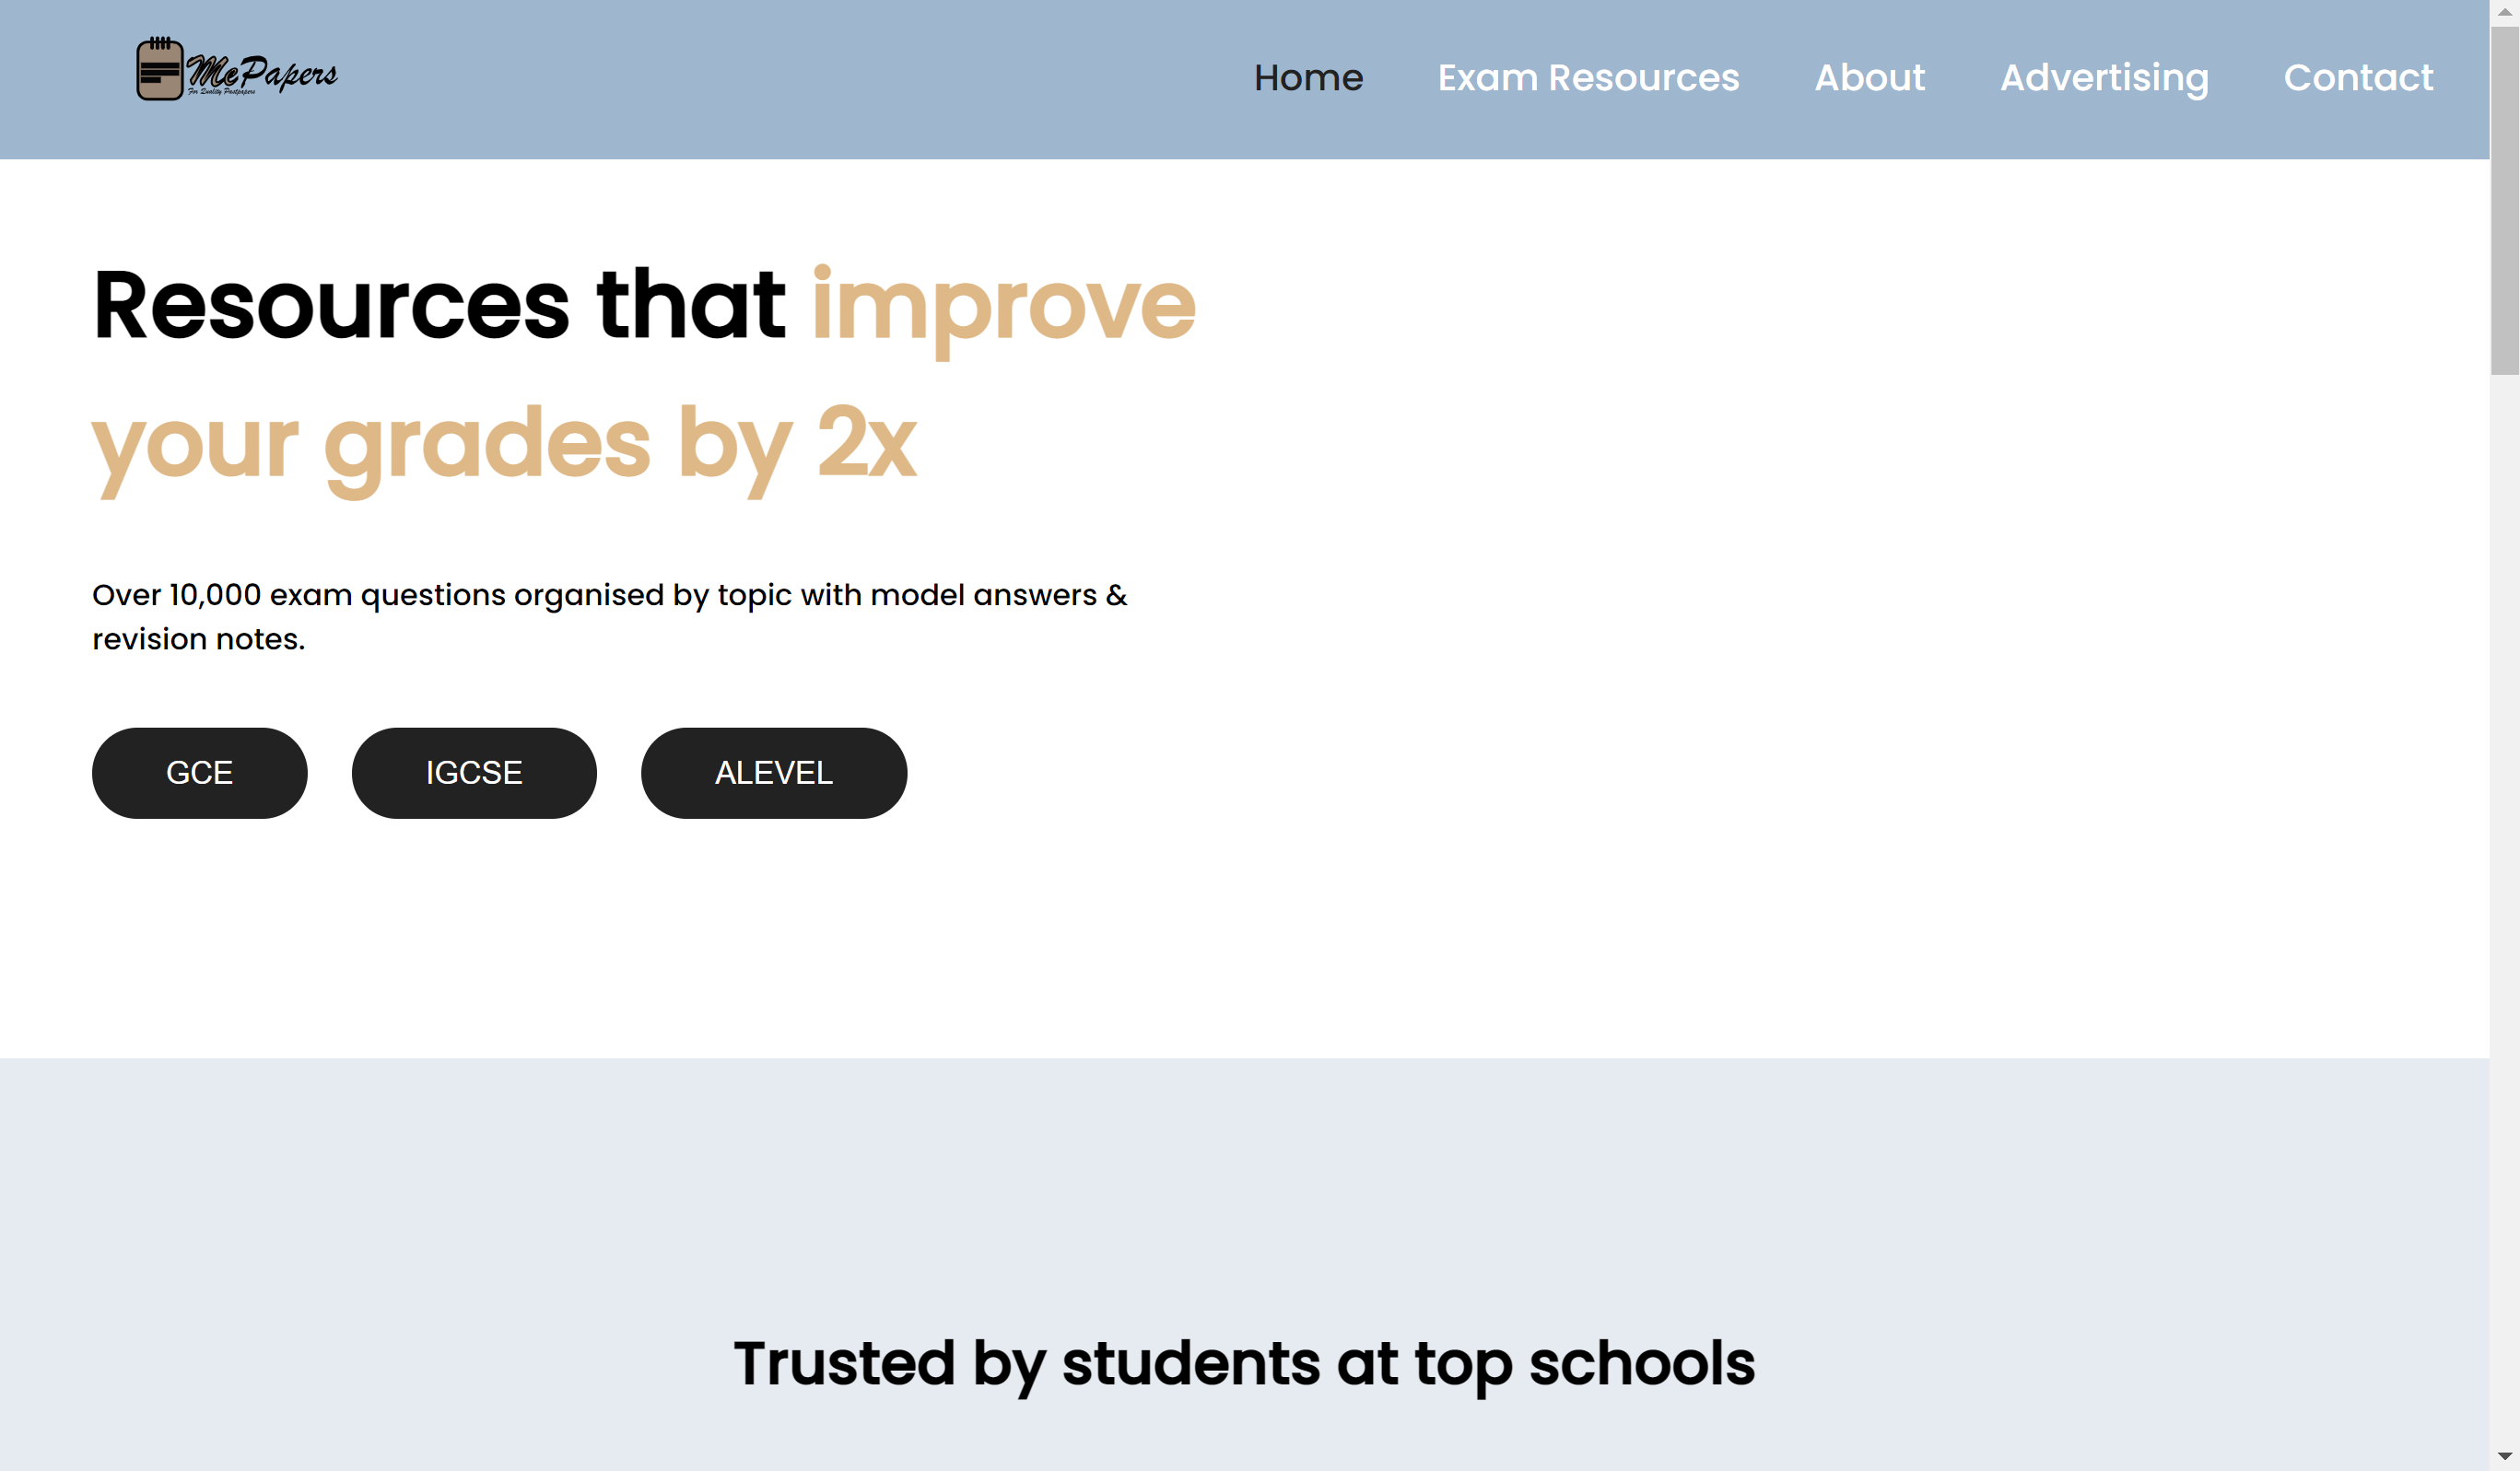 McPapers
For Quality Pastpapers
Home
Exam Resources
About
Advertising
Contact
Resources that improve
your grades by 2x
Over 10,000 exam questions organised by topic with model answers &
revision notes.
GCE
IGCSE
ALEVEL
Trusted by students at top schools